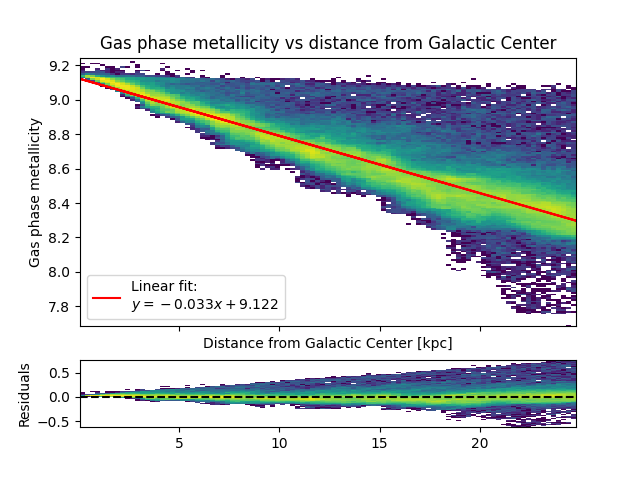 Gas phase metallicity vs distance from Galactic Center
9.2
9.0
8.8
8.6
8.4
8.2
8.0
7.8
Gas phase metallicity
Linear fit:
y = −0.033x + 9.122
Distance from Galactic Center [kpc]
0.5
0.0
−0.5
Residuals
5 10 15 20